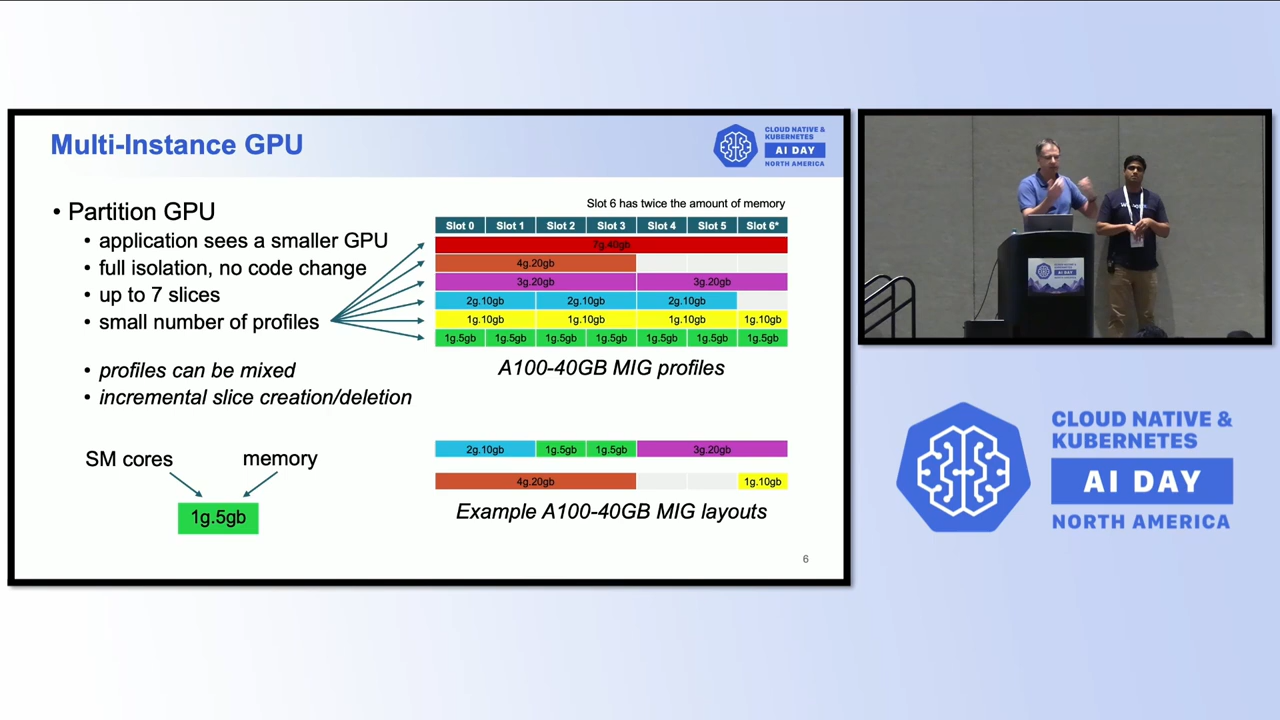 Multi-Instance GPU
CLOUD NATIVE &
KUBERNETES
AI DAY
NORTH AMERICA
• Partition GPU
• application sees a smaller GPU
• full isolation, no code change
• up to 7 slices
• small number of profiles
• profiles can be mixed
• incremental slice creation/deletion
SM cores
memory
1g.5gb
Slot 6 has twice the amount of memory
Slot 0 Slot 1 Slot 2 Slot 3 Slot 4 Slot 5 Slot 6*
7g.40gb
4g.20gb
3g.20gb 3g.20gb
2g.10gb 2g.10gb 2g.10gb
1g.10gb 1g.10gb 1g.10gb 1g.10gb
1g.5gb 1g.5gb 1g.5gb 1g.5gb 1g.5gb 1g.5gb 1g.5gb
A100-40GB MIG profiles
2g.10gb 1g.5gb 1g.5gb 3g.20gb
4g.20gb 1g.10gb
Example A100-40GB MIG layouts
6
AI DAY
CLOUD NATIVE &
KUBERNETES
AI DAY
NORTH AMERICA